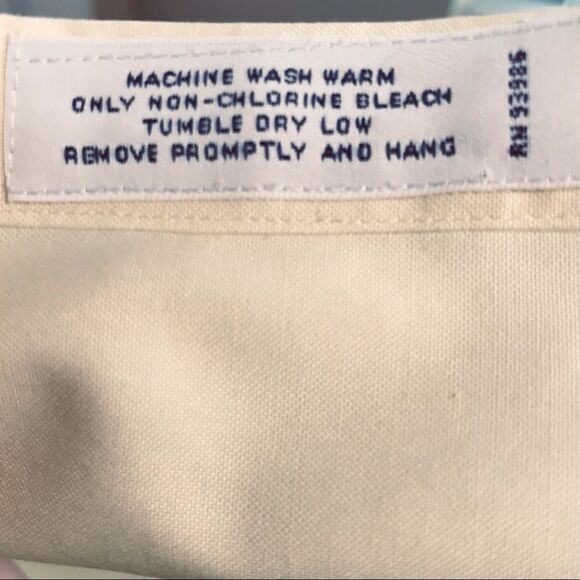 MACHINE WASH WARM
ONLY NON-CHLORINE BLEACH
TUMBLE DRY LOW
REMOVE PROMPTLY AND HANG
RN 93986